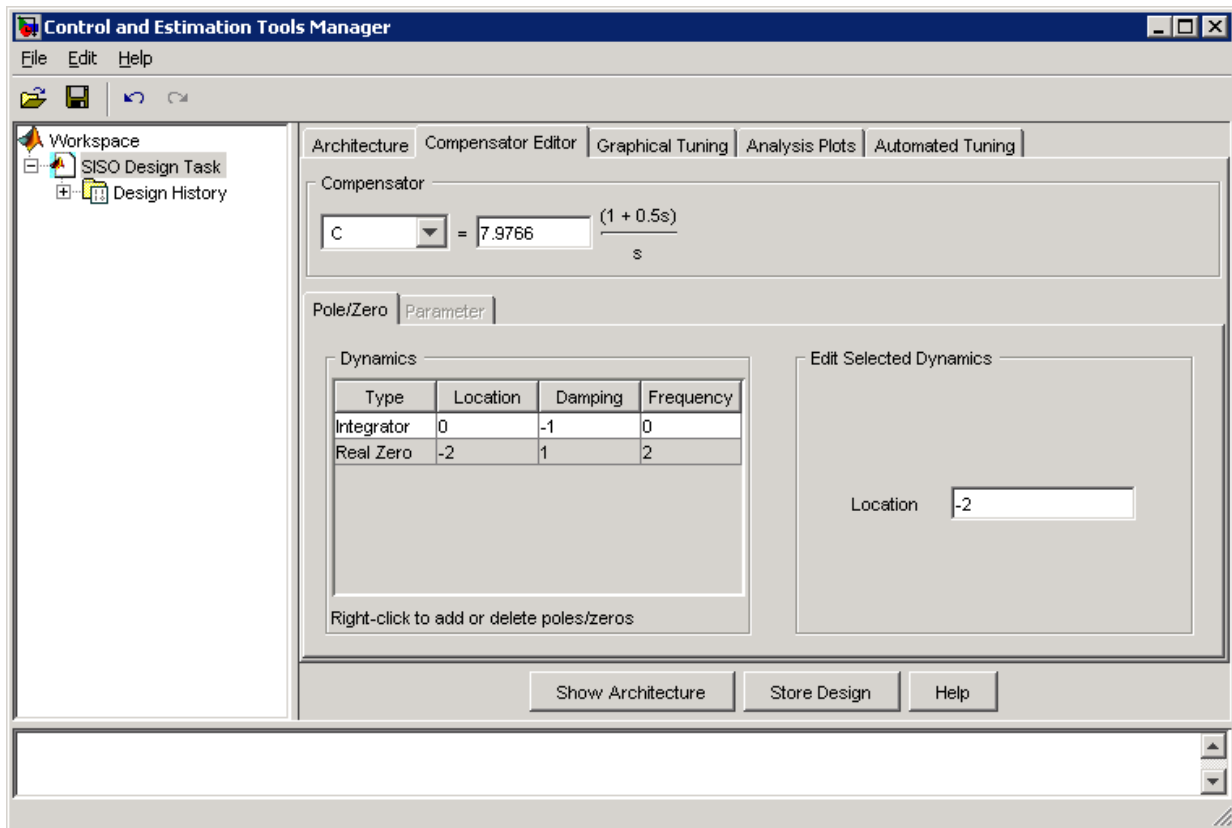 Control and Estimation Tools Manager
File Edit Help
Workspace
SISO Design Task
Design History
Architecture Compensator Editor Graphical Tuning Analysis Plots Automated Tuning
Compensator
C = 7.9766 (1 + 0.5s)
s
Pole/Zero Parameter
Dynamics
Type Location Damping Frequency
Integrator 0 -1 0
Real Zero -2 1 2
Right-click to add or delete poles/zeros
Edit Selected Dynamics
Location -2
Show Architecture Store Design Help